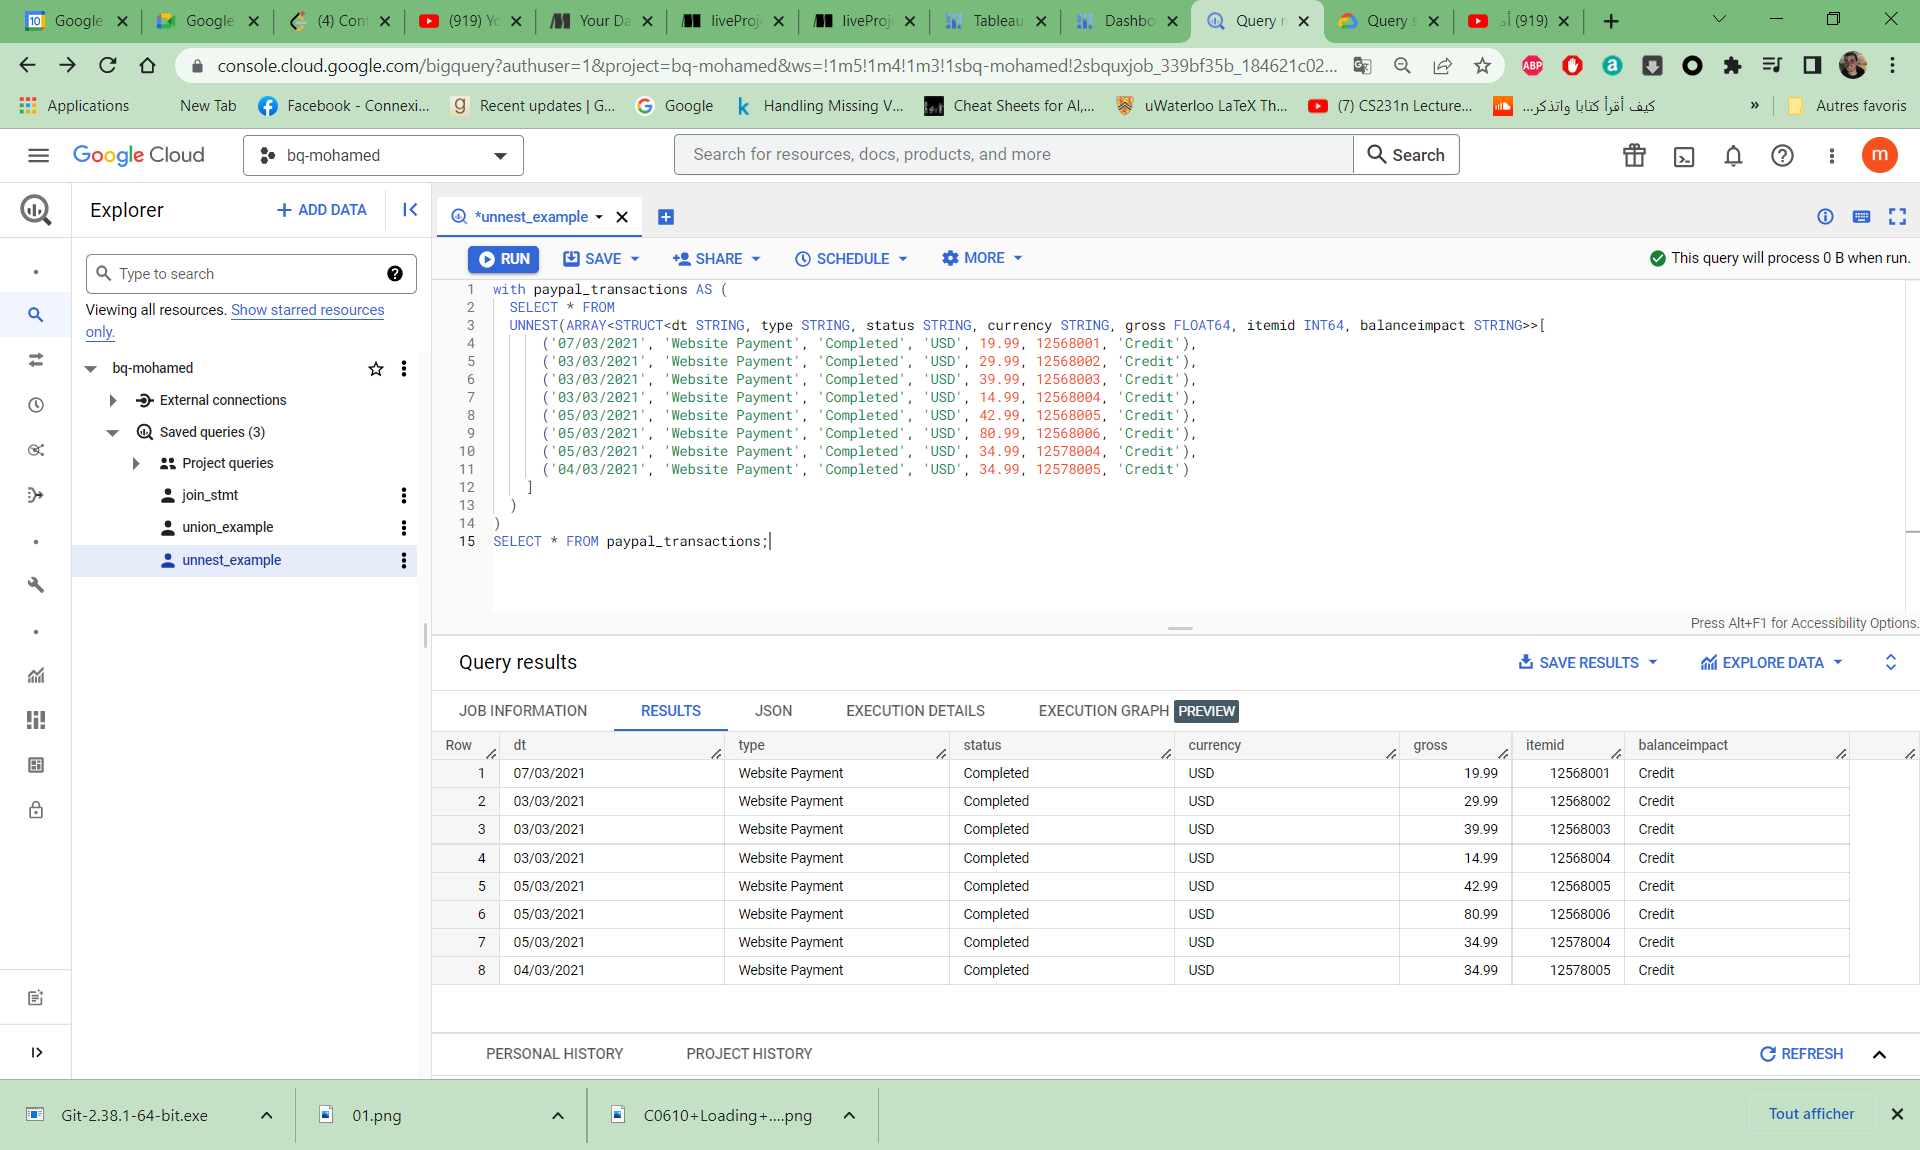 Google
Google
(4) Con
(919) Yo
Your Da
liveProj
liveProj
Tableau
Dashbo
Query r
Query s
(919) أم
console.cloud.google.com/bigquery?authuser=1&project=bq-mohamed&ws=!1m5!1m4!1m3!1sbq-mohamed!2sbquxjob_339bf35b_184621c02...
Applications
New Tab
Facebook - Connexi...
Recent updates | G...
Google
Handling Missing V...
Cheat Sheets for AI,...
uWaterloo LaTeX Th...
(7) CS231n Lecture...
كيف أقرأ كتابا واتذكر...
»
Autres favoris
Google Cloud
bq-mohamed
Search for resources, docs, products, and more
Search
m
Explorer
ADD DATA
*unnest_example
Type to search
Viewing all resources. Show starred resources
only.
bq-mohamed
External connections
Saved queries (3)
Project queries
join_stmt
union_example
unnest_example
RUN
SAVE
SHARE
SCHEDULE
MORE
This query will process 0 B when run.
1 with paypal_transactions AS (
2 SELECT * FROM
3 UNNEST(ARRAY<STRUCT<dt STRING, type STRING, status STRING, currency STRING, gross FLOAT64, itemid INT64, balanceimpact STRING>>[
4 ('07/03/2021', 'Website Payment', 'Completed', 'USD', 19.99, 12568001, 'Credit'),
5 ('03/03/2021', 'Website Payment', 'Completed', 'USD', 29.99, 12568002, 'Credit'),
6 ('03/03/2021', 'Website Payment', 'Completed', 'USD', 39.99, 12568003, 'Credit'),
7 ('03/03/2021', 'Website Payment', 'Completed', 'USD', 14.99, 12568004, 'Credit'),
8 ('05/03/2021', 'Website Payment', 'Completed', 'USD', 42.99, 12568005, 'Credit'),
9 ('05/03/2021', 'Website Payment', 'Completed', 'USD', 80.99, 12568006, 'Credit'),
10 ('05/03/2021', 'Website Payment', 'Completed', 'USD', 34.99, 12578004, 'Credit'),
11 ('04/03/2021', 'Website Payment', 'Completed', 'USD', 34.99, 12578005, 'Credit')
12 ]
13 )
14 )
15 SELECT * FROM paypal_transactions;
Press Alt+F1 for Accessibility Options.
Query results
SAVE RESULTS
EXPLORE DATA
JOB INFORMATION
RESULTS
JSON
EXECUTION DETAILS
EXECUTION GRAPH PREVIEW
Row dt type status currency gross itemid balanceimpact
1 07/03/2021 Website Payment Completed USD 19.99 12568001 Credit
2 03/03/2021 Website Payment Completed USD 29.99 12568002 Credit
3 03/03/2021 Website Payment Completed USD 39.99 12568003 Credit
4 03/03/2021 Website Payment Completed USD 14.99 12568004 Credit
5 05/03/2021 Website Payment Completed USD 42.99 12568005 Credit
6 05/03/2021 Website Payment Completed USD 80.99 12568006 Credit
7 05/03/2021 Website Payment Completed USD 34.99 12578004 Credit
8 04/03/2021 Website Payment Completed USD 34.99 12578005 Credit
PERSONAL HISTORY
PROJECT HISTORY
REFRESH
Git-2.38.1-64-bit.exe
01.png
C0610+Loading+....png
Tout afficher